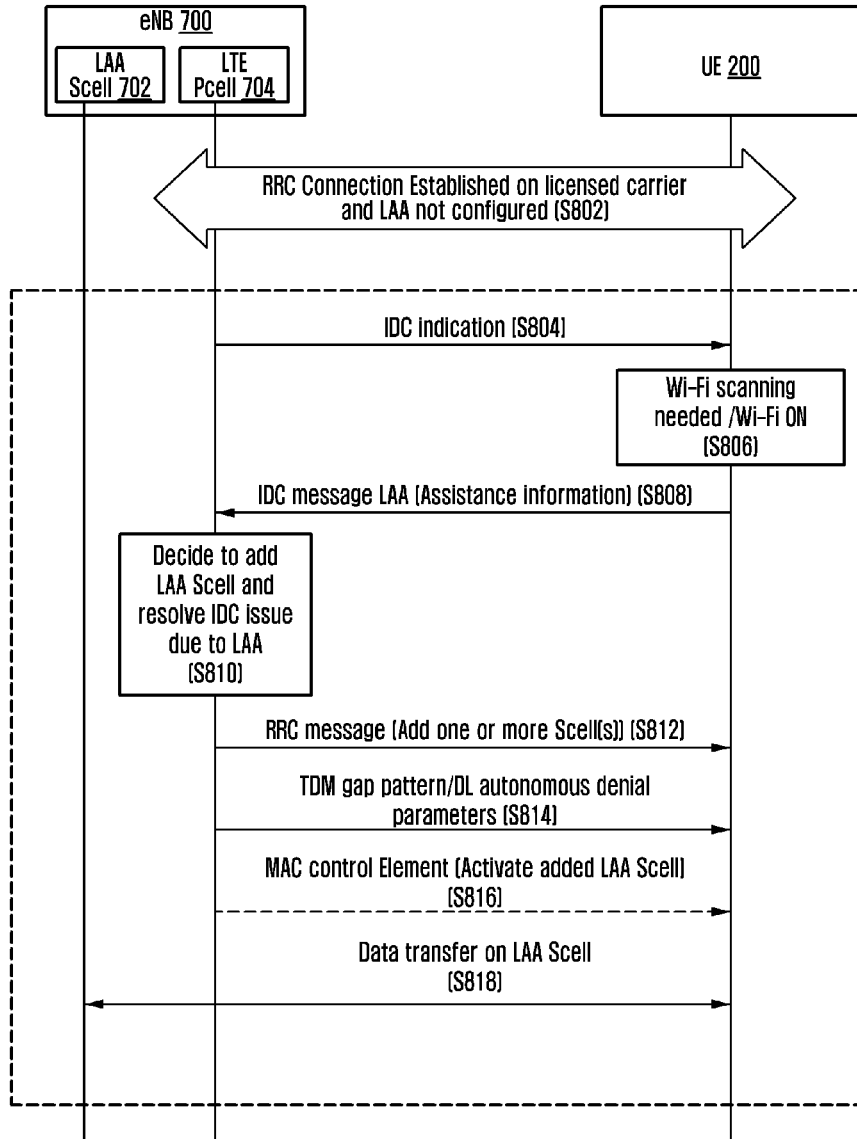 eNB 700
LAA
Scell 702
LTE
Pcell 704
UE 200
RRC Connection Established on licensed carrier
and LAA not configured (S802)
IDC indication (S804)
Wi-Fi scanning
needed /Wi-Fi ON
(S806)
IDC message LAA (Assistance information) (S808)
Decide to add
LAA Scell and
resolve IDC issue
due to LAA
(S810)
RRC message (Add one or more Scell(s)) (S812)
TDM gap pattern/DL autonomous denial
parameters (S814)
MAC control Element (Activate added LAA Scell)
(S816)
Data transfer on LAA Scell
(S818)